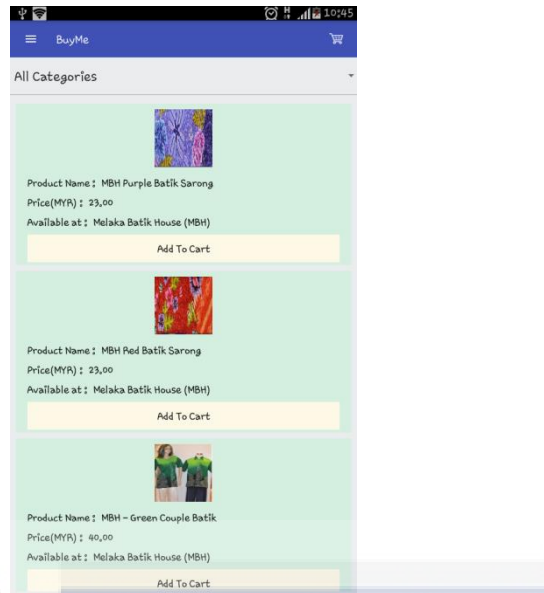 10:45
BuyMe
All Categories
Product Name : MBH Purple Batik Sarong
Price(MYR) : 23.00
Available at : Melaka Batik House (MBH)
Add To Cart
Product Name : MBH Red Batik Sarong
Price(MYR) : 23.00
Available at : Melaka Batik House (MBH)
Add To Cart
Product Name : MBH - Green Couple Batik
Price(MYR) : 40.00
Available at : Melaka Batik House (MBH)
Add To Cart